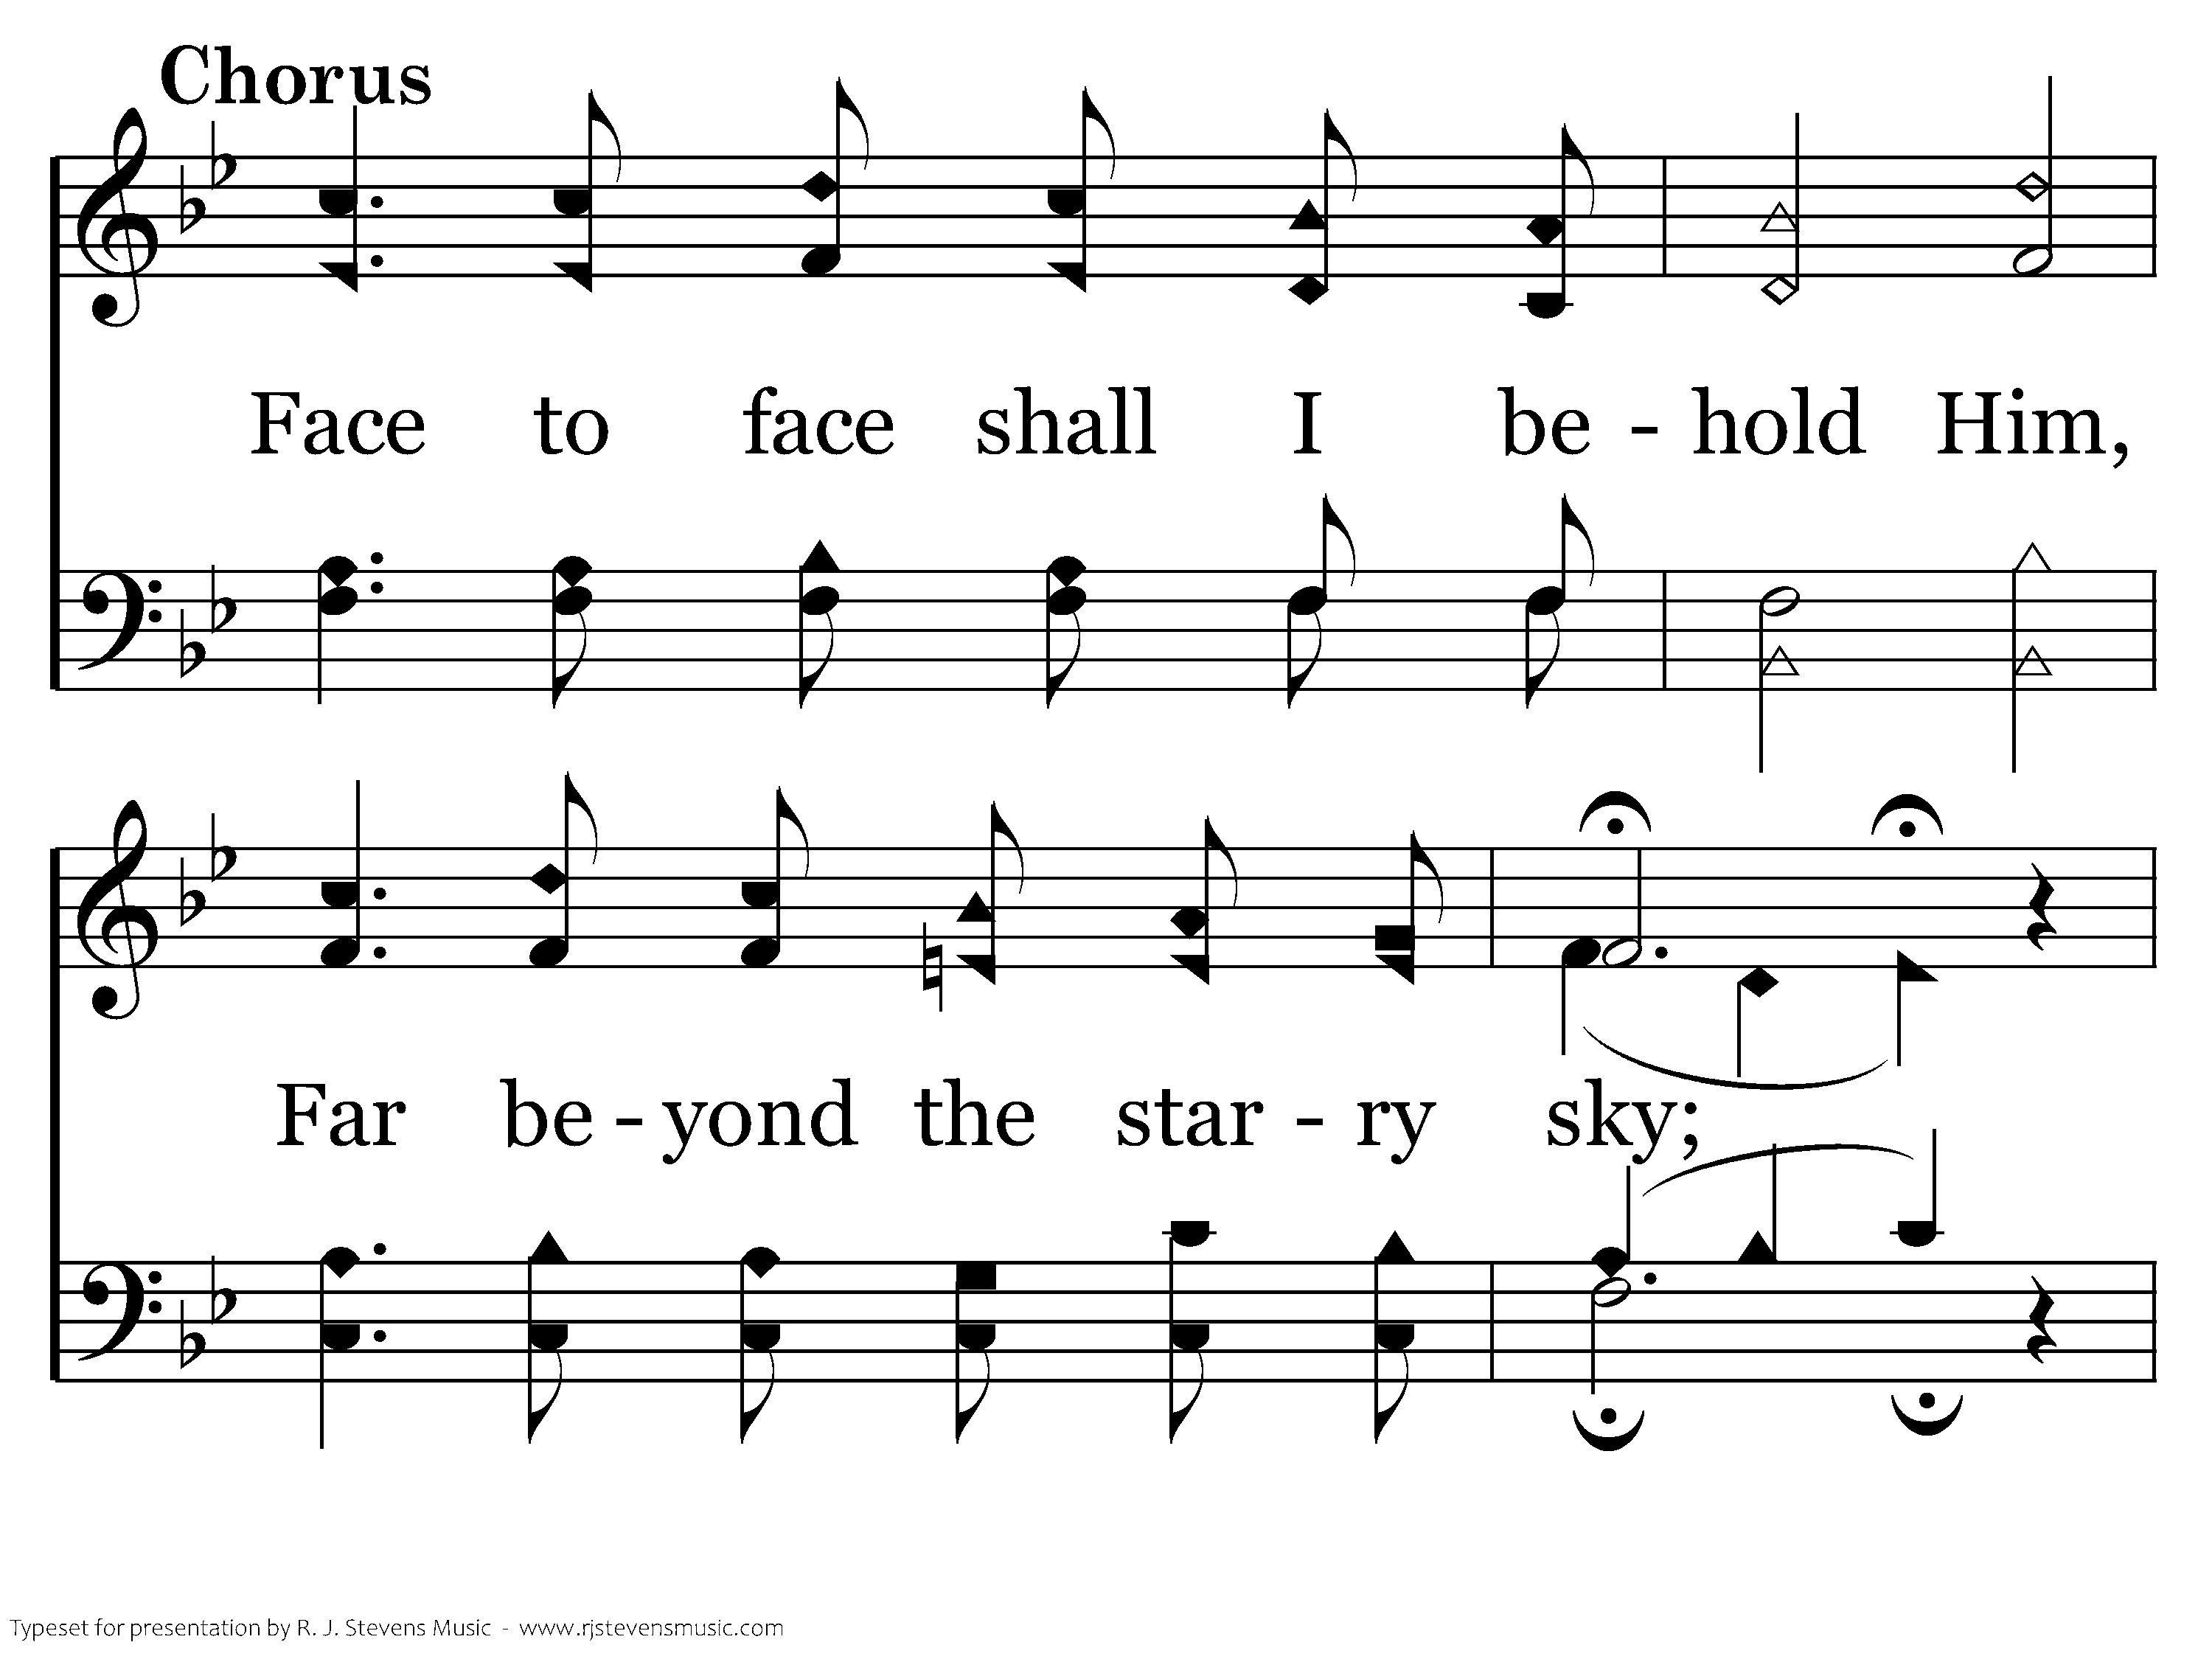 Chorus
Face to face shall I be - hold Him,
Far be - yond the star - ry sky;
Typeset for presentation by R. J. Stevens Music - www.rjstevensmusic.com